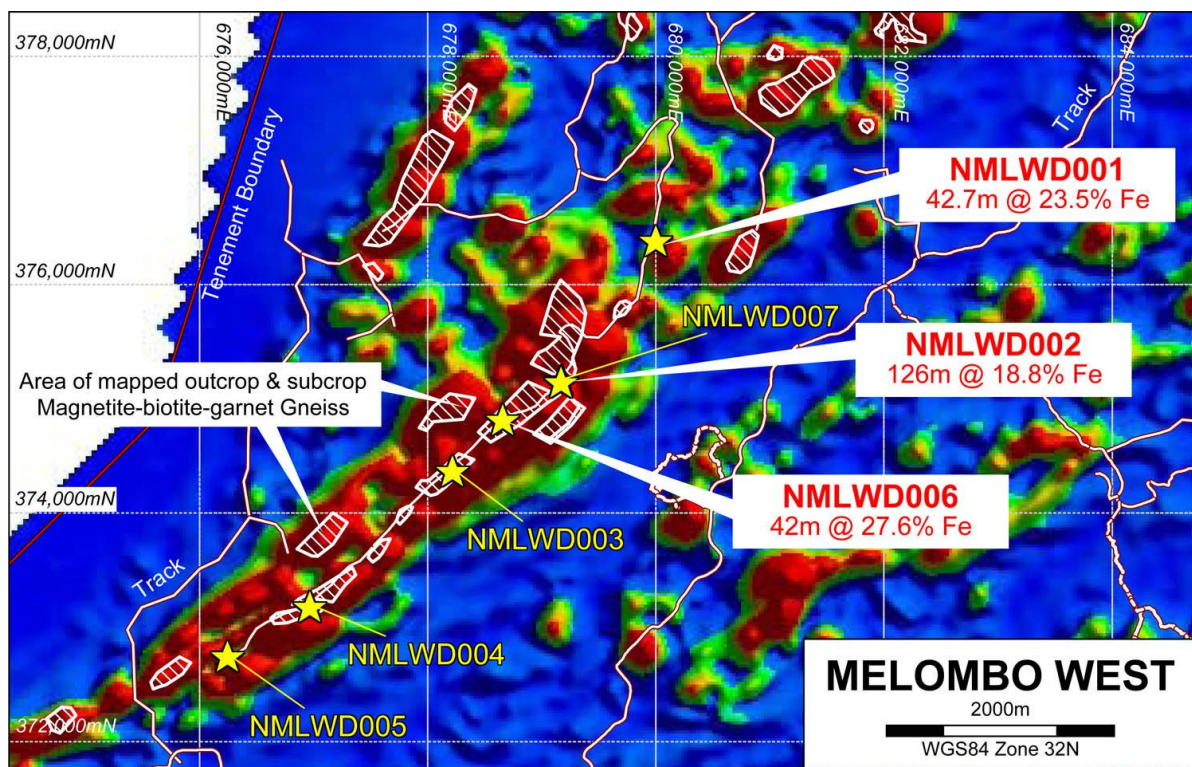 378,000mN
676,000mE
678,000mE
680,000mE
682,000mE
684,000mE
Track
Tenement Boundary
NMLWD001
42.7m @ 23.5% Fe
376,000mN
NMLWD007
NMLWD002
126m @ 18.8% Fe
Area of mapped outcrop & subcrop
Magnetite-biotite-garnet Gneiss
374,000mN
NMLWD006
42m @ 27.6% Fe
NMLWD003
Track
NMLWD004
NMLWD005
372,000mN
MELOMBO WEST
2000m
WGS84 Zone 32N